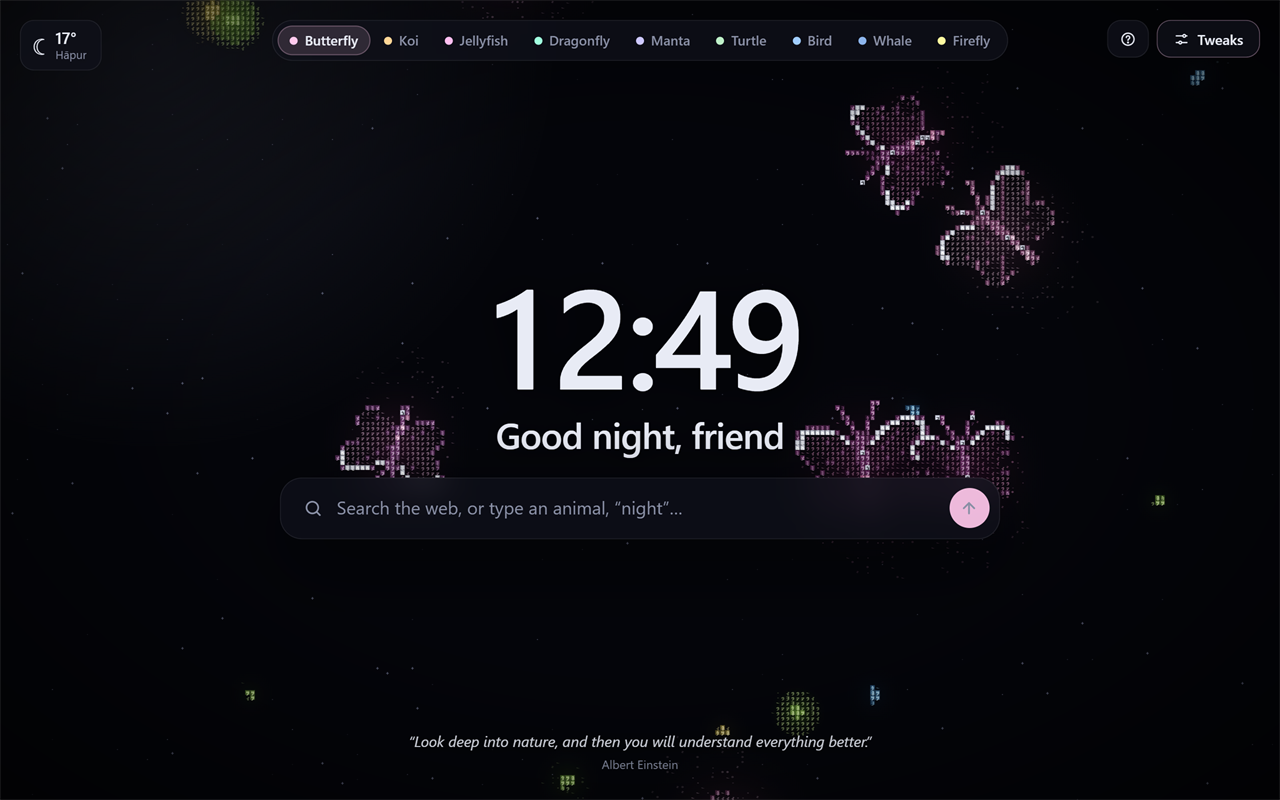 17°
Hāpur
Butterfly
Koi
Jellyfish
Dragonfly
Manta
Turtle
Bird
Whale
Firefly
Tweaks
12:49
Good night, friend
Search the web, or type an animal, “night”…
“Look deep into nature, and then you will understand everything better.”
Albert Einstein